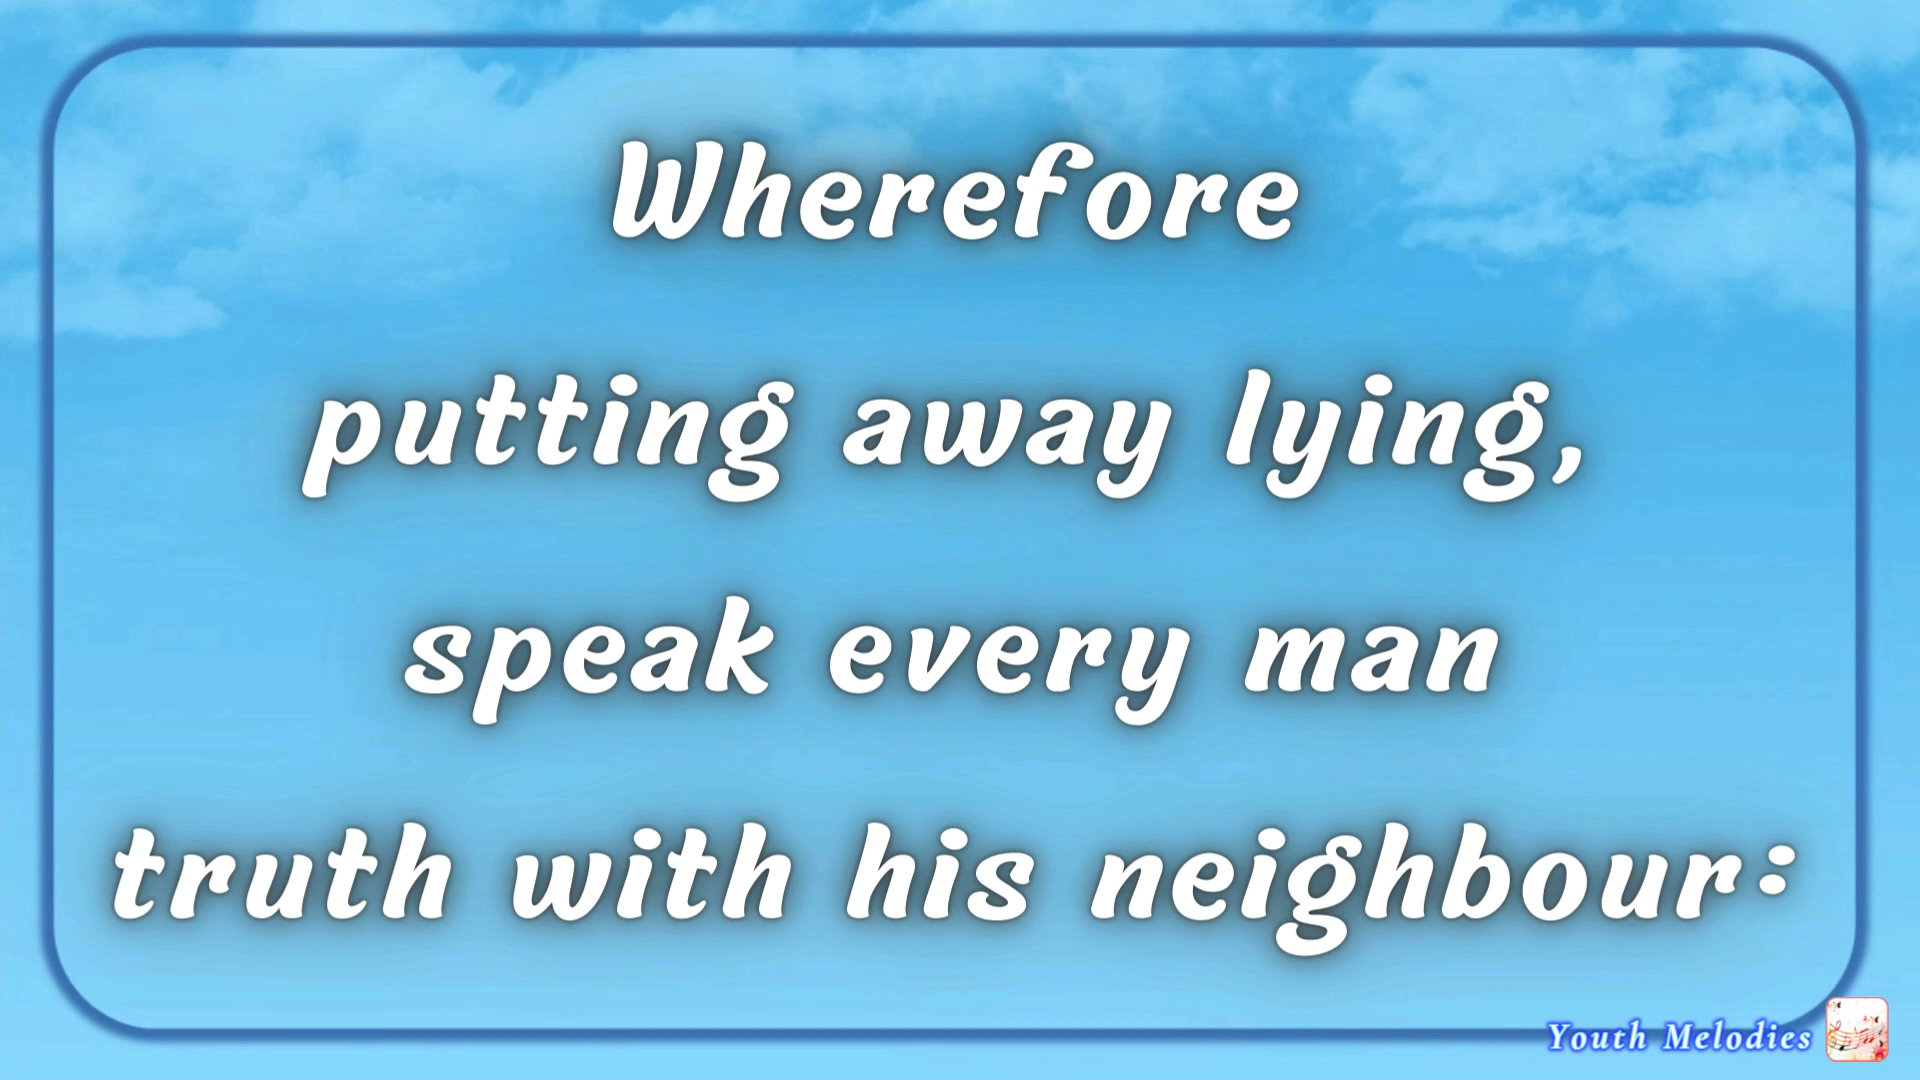 Wherefore
putting away lying,
speak every man
truth with his neighbour:
Youth Melodies